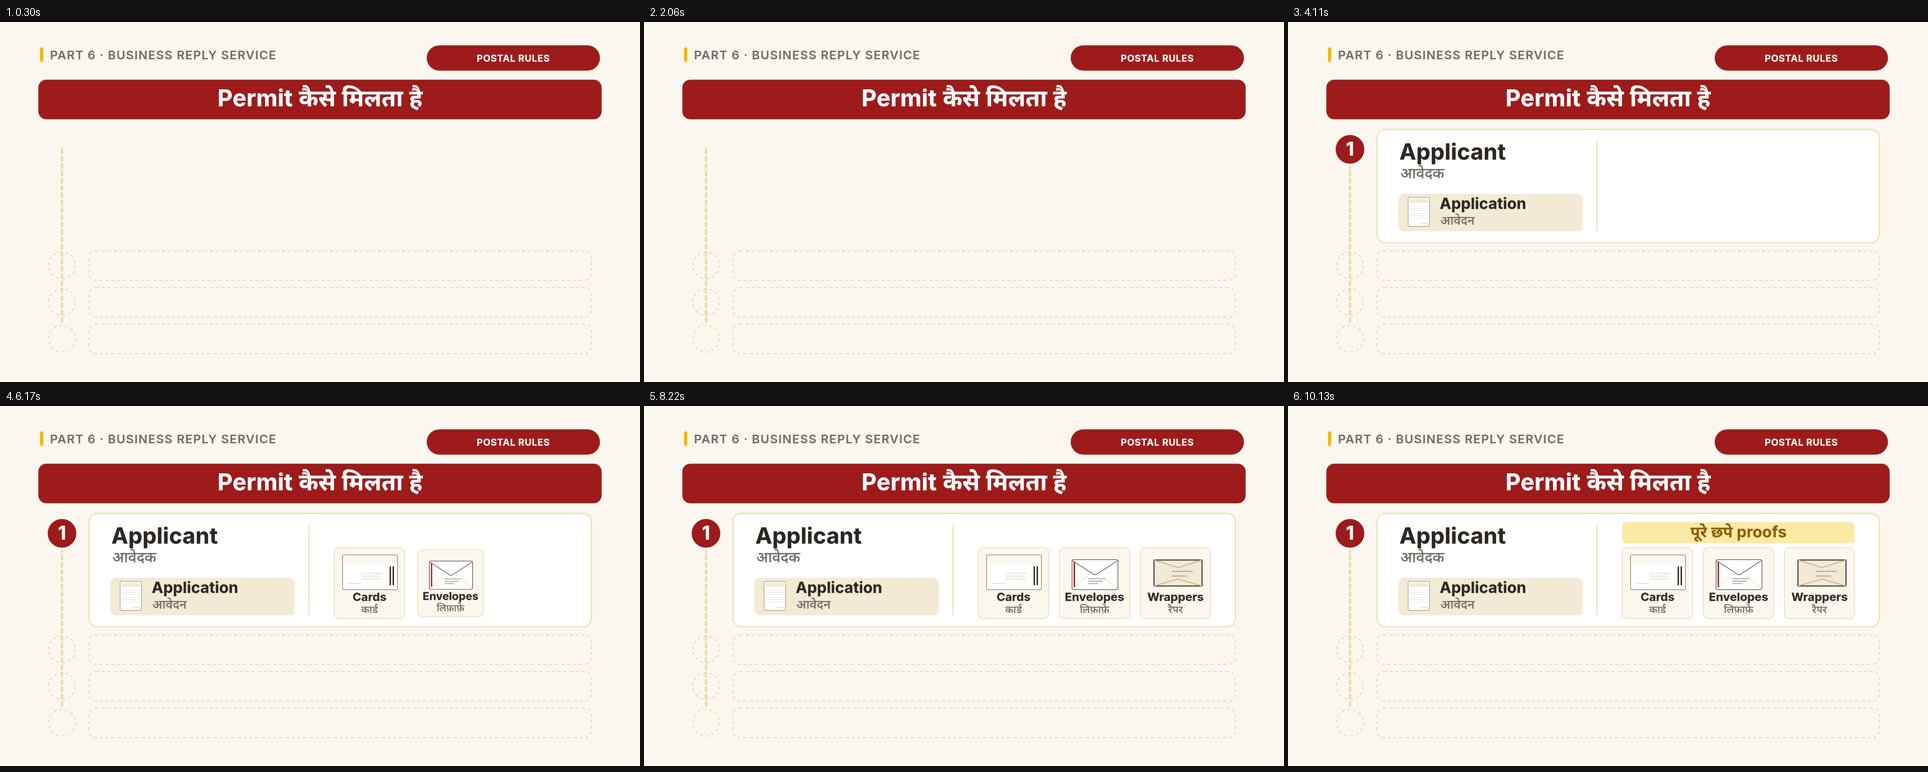 1. 0.30s
PART 6 · BUSINESS REPLY SERVICE
POSTAL RULES
Permit कैसे मिलता है
2. 2.06s
PART 6 · BUSINESS REPLY SERVICE
POSTAL RULES
Permit कैसे मिलता है
3. 4.11s
PART 6 · BUSINESS REPLY SERVICE
POSTAL RULES
Permit कैसे मिलता है
1
Applicant
आवेदक
Application
आवेदन
4. 6.17s
PART 6 · BUSINESS REPLY SERVICE
POSTAL RULES
Permit कैसे मिलता है
1
Applicant
आवेदक
Application
आवेदन
Cards
कार्ड
Envelopes
लिफ़ाफ़े
5. 8.22s
PART 6 · BUSINESS REPLY SERVICE
POSTAL RULES
Permit कैसे मिलता है
1
Applicant
आवेदक
Application
आवेदन
Cards
कार्ड
Envelopes
लिफ़ाफ़े
Wrappers
रैपर
6. 10.13s
PART 6 · BUSINESS REPLY SERVICE
POSTAL RULES
Permit कैसे मिलता है
1
Applicant
आवेदक
Application
आवेदन
पूरे छपे proofs
Cards
कार्ड
Envelopes
लिफ़ाफ़े
Wrappers
रैपर